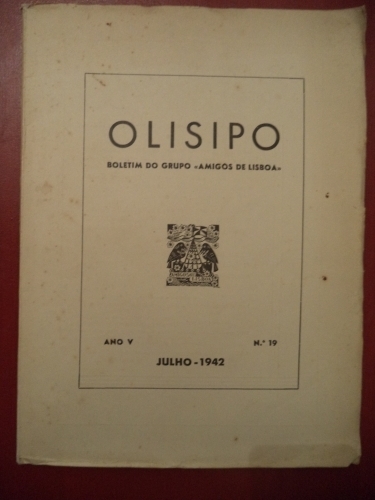 OLISIPO
BOLETIM DO GRUPO «AMIGOS DE LISBOA»
ANO V N.º 19
JULHO - 1942